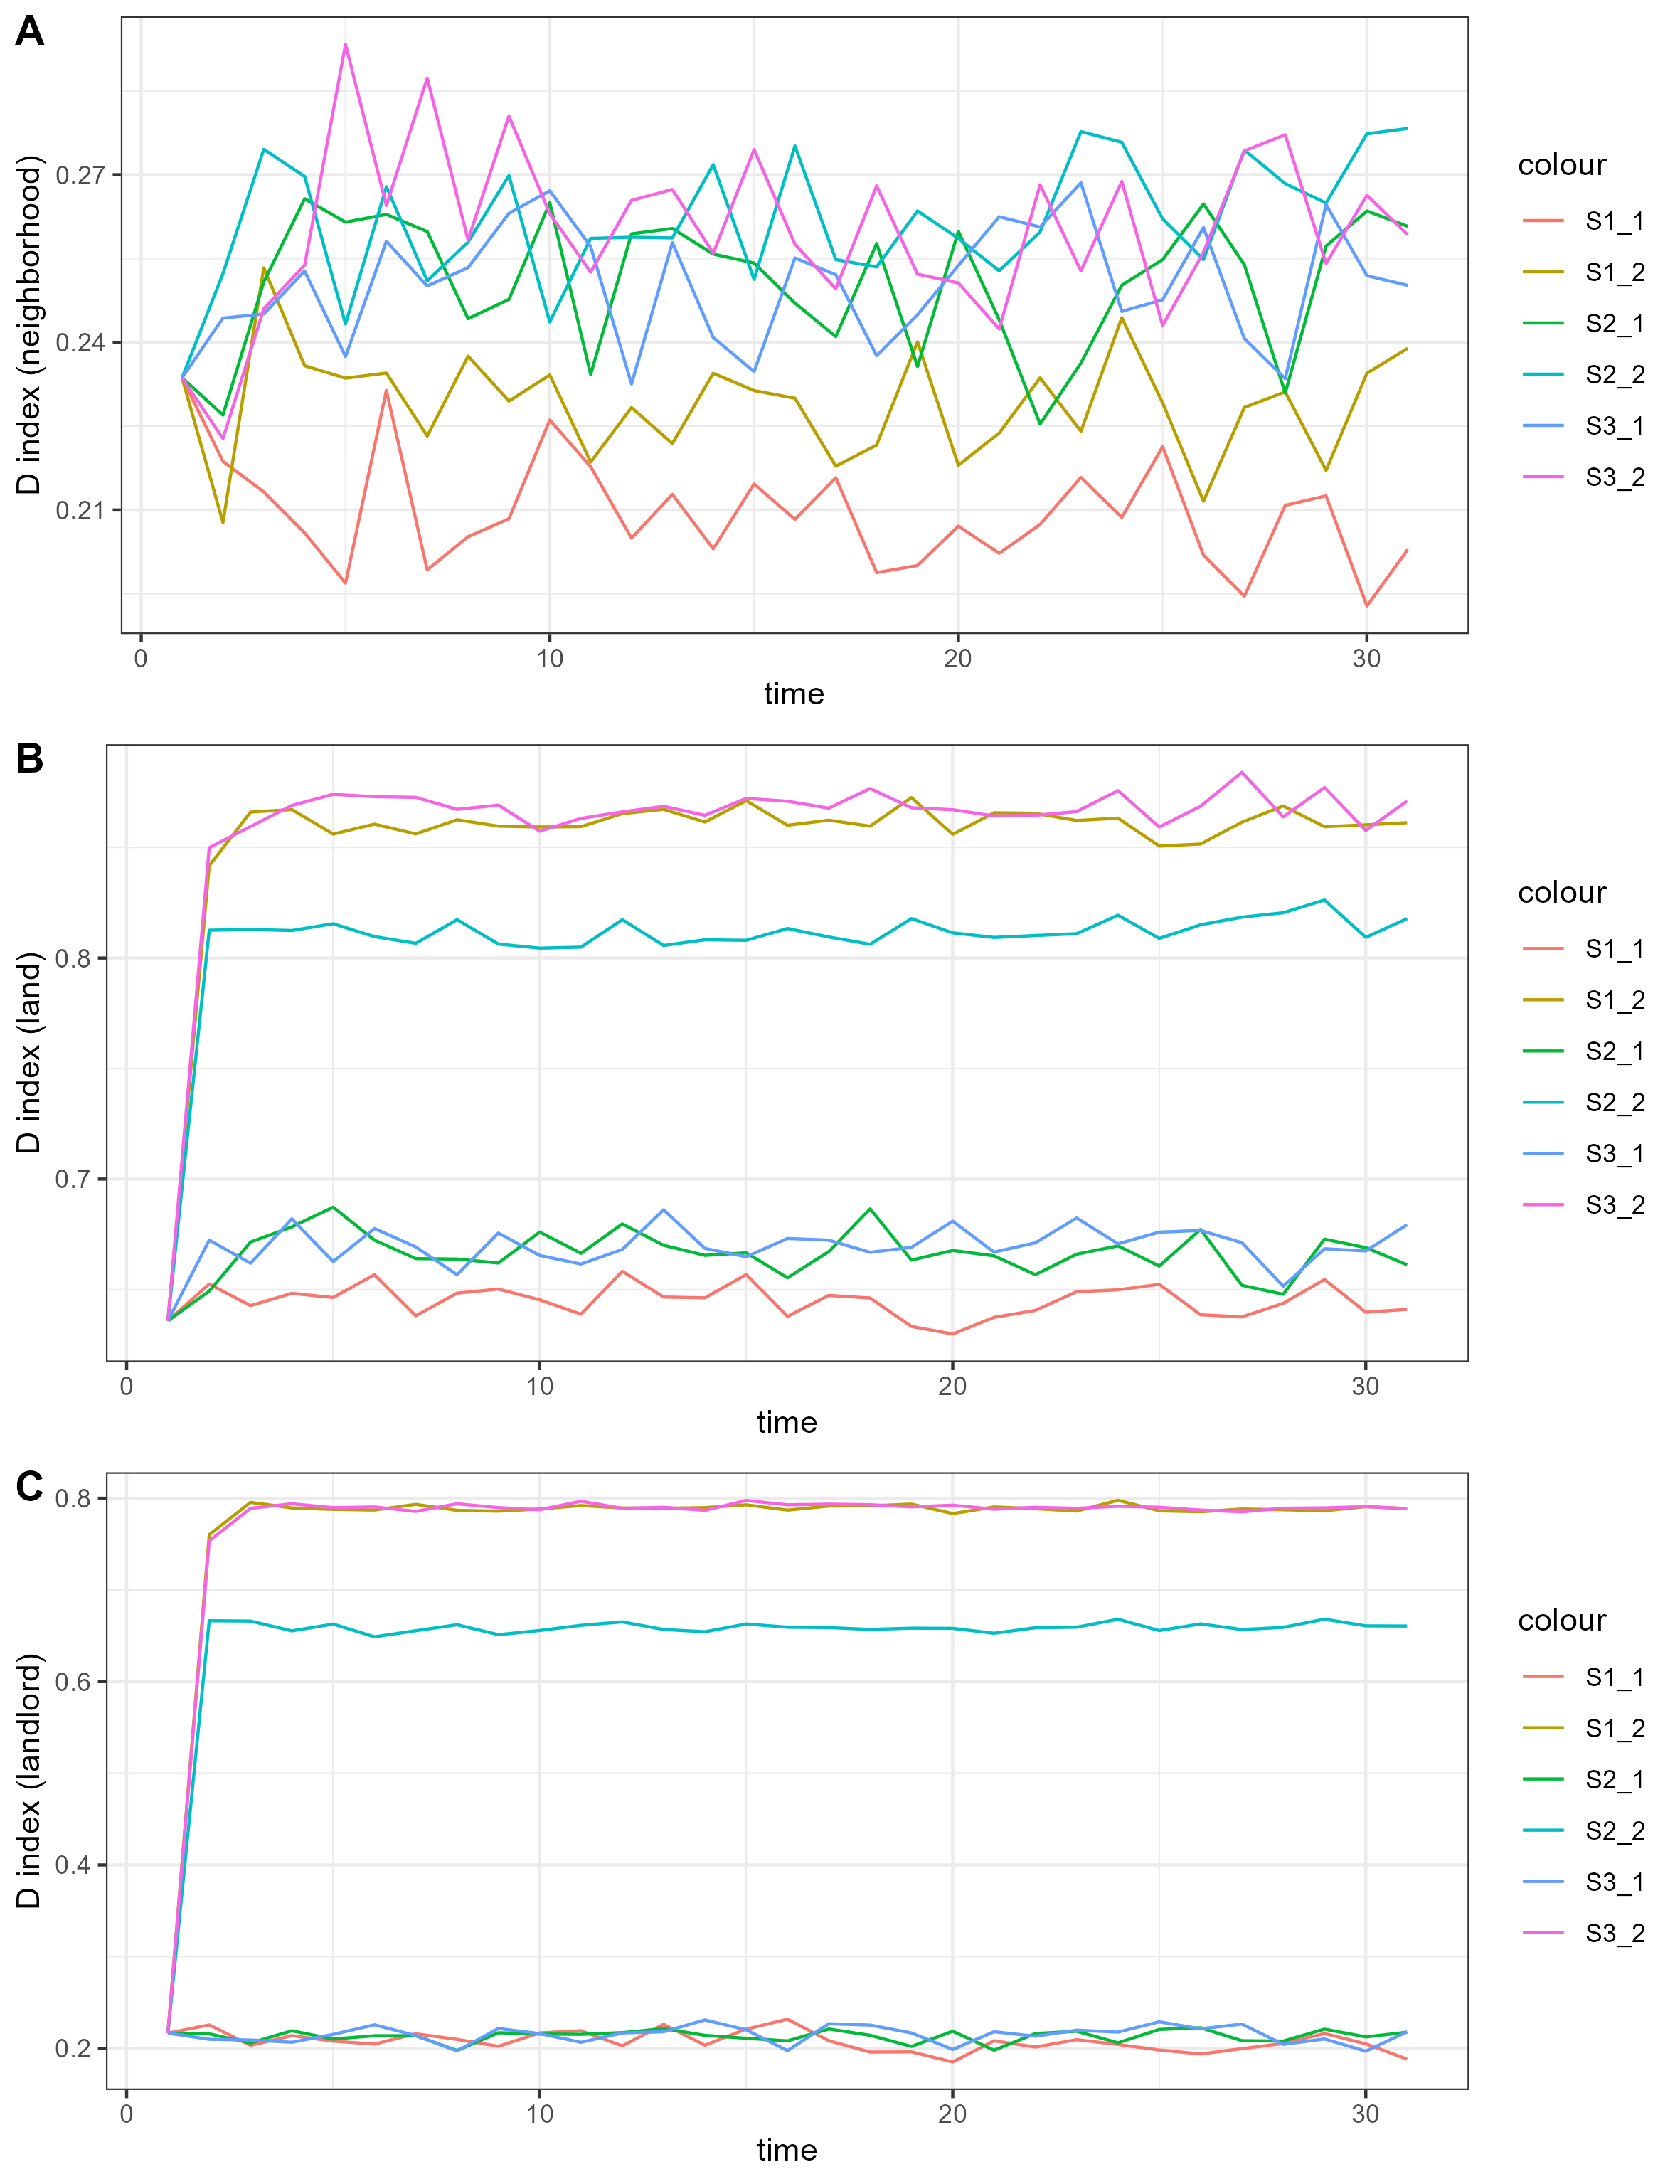 A
D index (neighborhood)
0.27
0.24
0.21
0
10
20
30
time
colour
S1_1
S1_2
S2_1
S2_2
S3_1
S3_2
B
D index (land)
0.8
0.7
0
10
20
30
time
colour
S1_1
S1_2
S2_1
S2_2
S3_1
S3_2
C
D index (landlord)
0.8
0.6
0.4
0.2
0
10
20
30
time
colour
S1_1
S1_2
S2_1
S2_2
S3_1
S3_2